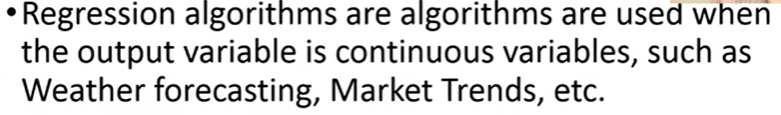 •Regression algorithms are algorithms are used when
the output variable is continuous variables, such as
Weather forecasting, Market Trends, etc.